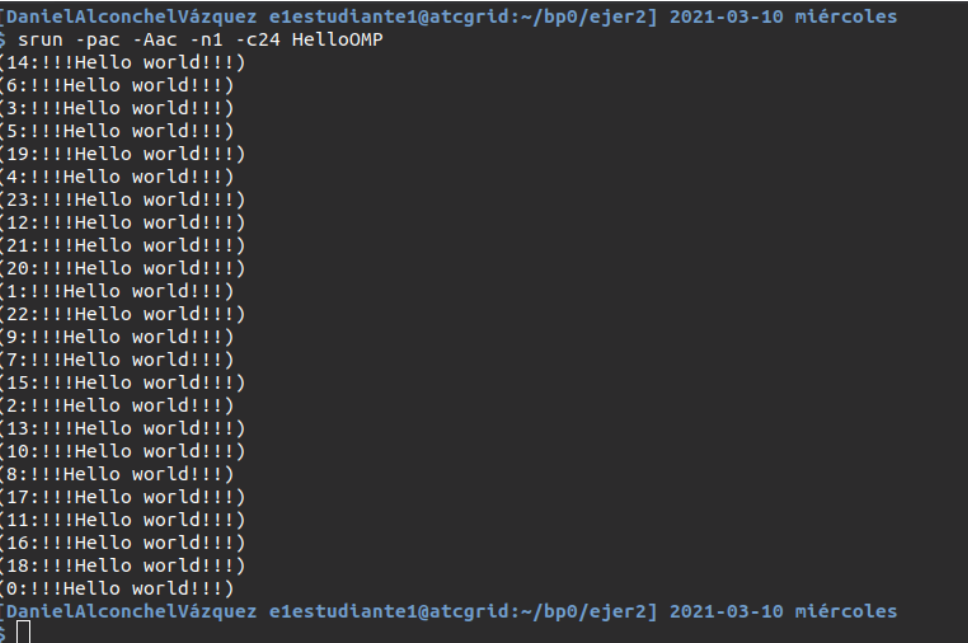 [DanielAlconchelVázquez e1estudiante1@atcgrid:~/bp0/ejer2] 2021-03-10 miércoles
$ srun -pac -Aac -n1 -c24 HelloOMP
(14:!!!Hello world!!!)
(6:!!!Hello world!!!)
(3:!!!Hello world!!!)
(5:!!!Hello world!!!)
(19:!!!Hello world!!!)
(4:!!!Hello world!!!)
(23:!!!Hello world!!!)
(12:!!!Hello world!!!)
(21:!!!Hello world!!!)
(20:!!!Hello world!!!)
(1:!!!Hello world!!!)
(22:!!!Hello world!!!)
(9:!!!Hello world!!!)
(7:!!!Hello world!!!)
(15:!!!Hello world!!!)
(2:!!!Hello world!!!)
(13:!!!Hello world!!!)
(10:!!!Hello world!!!)
(8:!!!Hello world!!!)
(17:!!!Hello world!!!)
(11:!!!Hello world!!!)
(16:!!!Hello world!!!)
(18:!!!Hello world!!!)
(0:!!!Hello world!!!)
[DanielAlconchelVázquez e1estudiante1@atcgrid:~/bp0/ejer2] 2021-03-10 miércoles
$